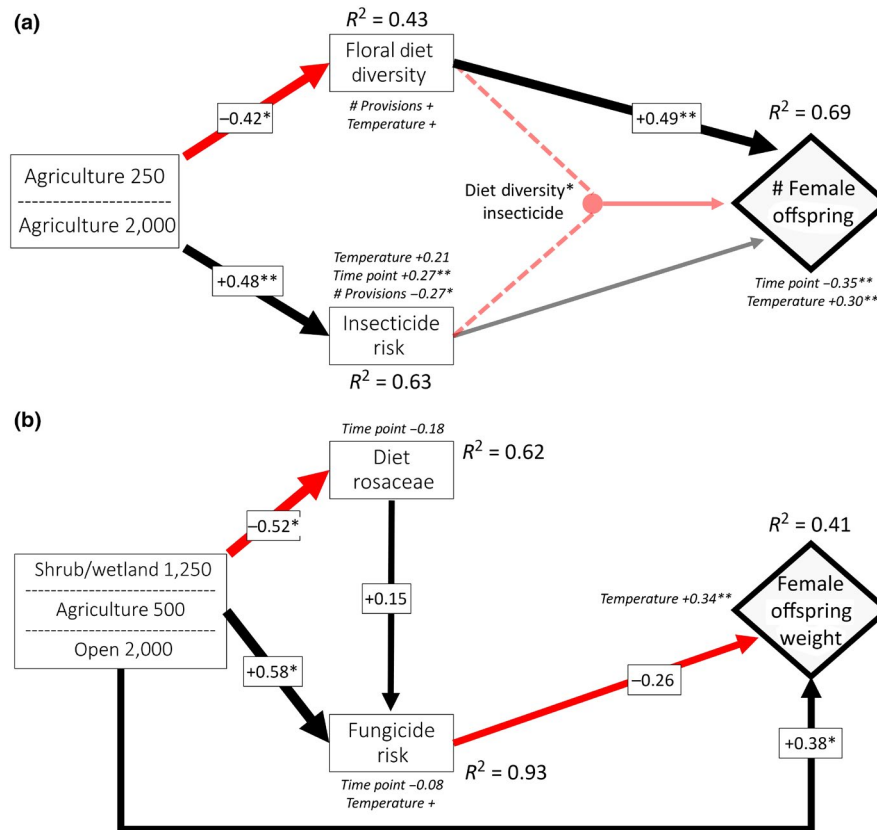 (a)
R² = 0.43
Floral diet
diversity
# Provisions +
Temperature +
−0.42*
+0.49**
R² = 0.69
Agriculture 250
Agriculture 2,000
Diet diversity*
insecticide
# Female
offspring
+0.48**
Temperature +0.21
Time point +0.27**
# Provisions −0.27*
Time point −0.35**
Temperature +0.30**
Insecticide
risk
R² = 0.63
(b)
Time point −0.18
Diet
rosaceae
R² = 0.62
−0.52*
R² = 0.41
Shrub/wetland 1,250
Agriculture 500
Open 2,000
+0.15
Temperature +0.34**
Female
offspring
weight
+0.58*
−0.26
Fungicide
risk
+0.38*
R² = 0.93
Time point −0.08
Temperature +